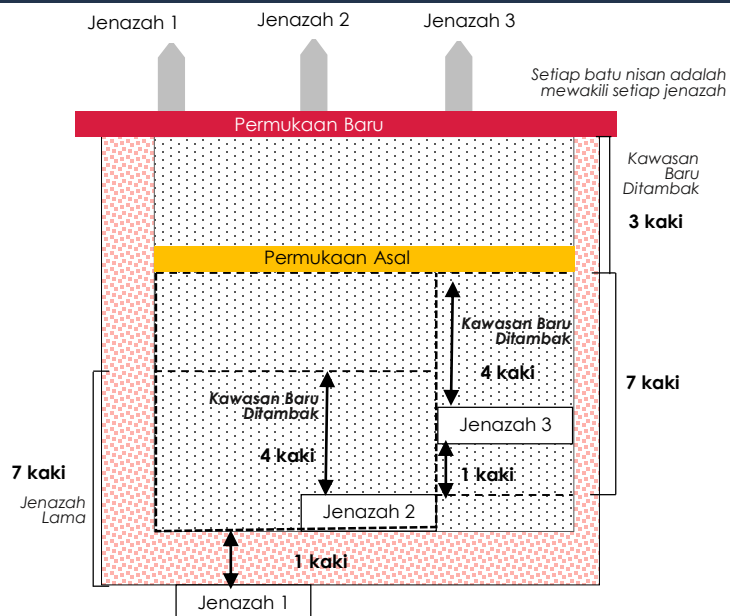 Jenazah 1
Jenazah 2
Jenazah 3
Setiap batu nisan adalah
mewakili setiap jenazah
Permukaan Baru
Kawasan
Baru
Ditambak
3 kaki
Permukaan Asal
Kawasan Baru
Ditambak
4 kaki
7 kaki
Kawasan Baru
Ditambak
4 kaki
Jenazah 3
1 kaki
7 kaki
Jenazah
Lama
Jenazah 2
1 kaki
Jenazah 1